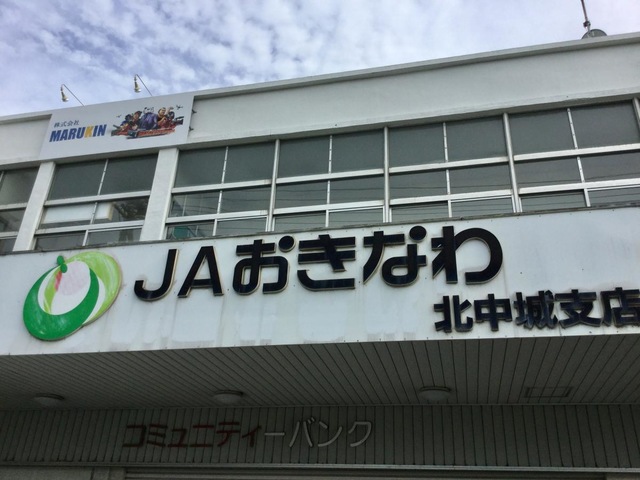 株式会社
MARUKIN
JAおきなわ
北中城支店
コミュニティーバンク